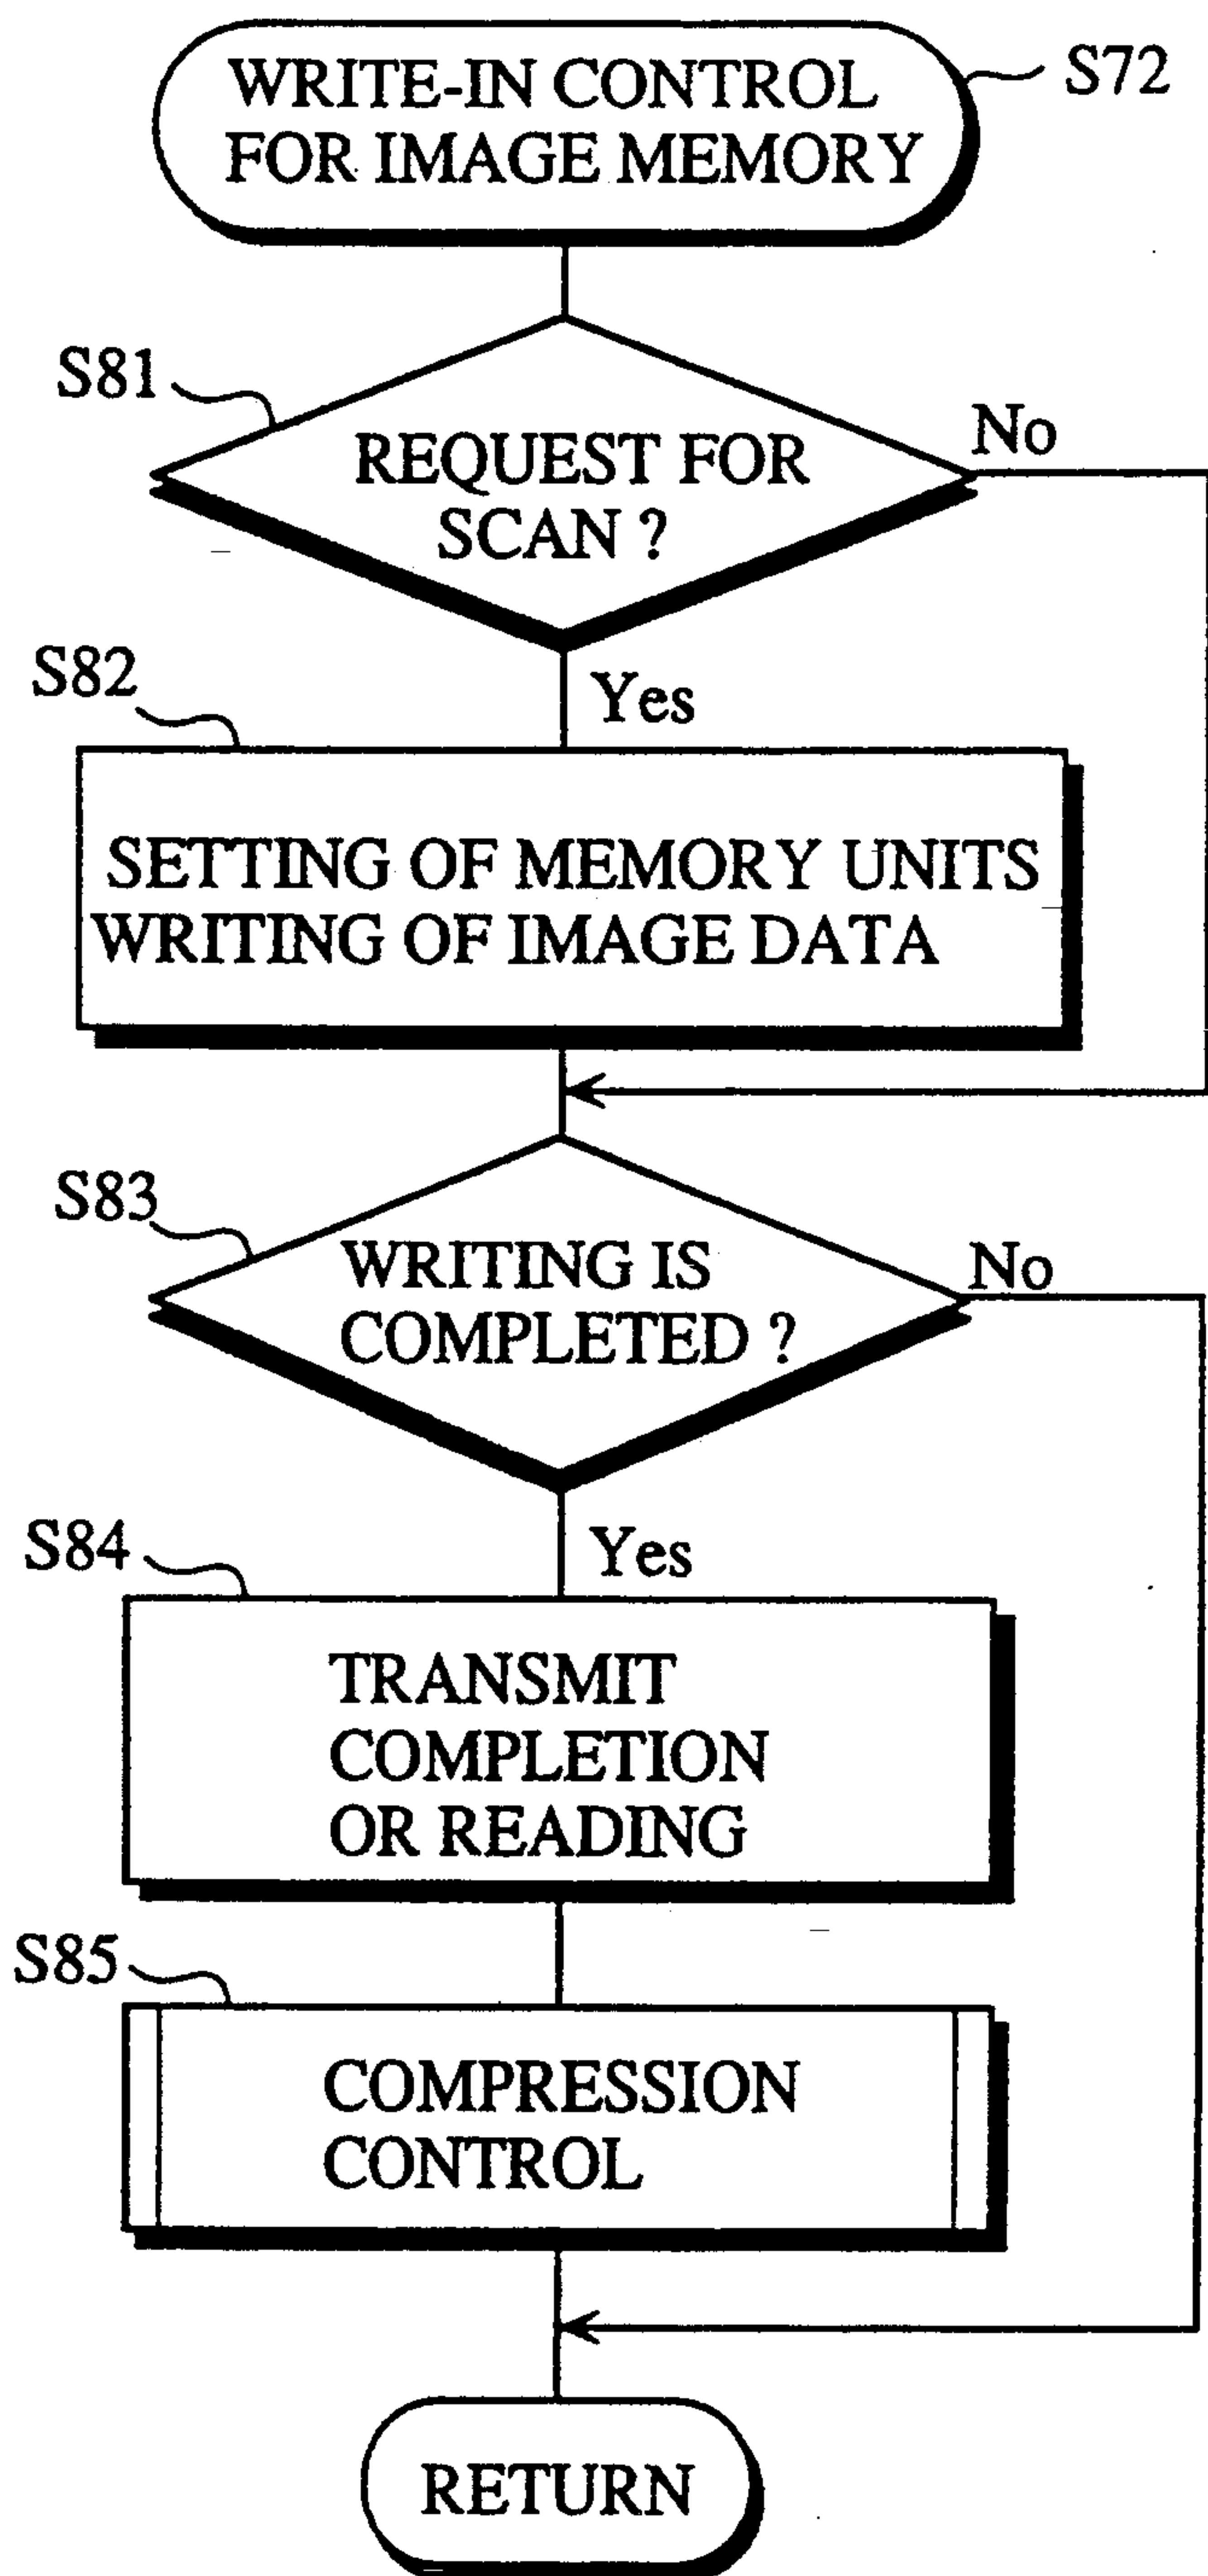 WRITE-IN CONTROL
FOR IMAGE MEMORY
S72
S81
REQUEST FOR
SCAN ?
No
Yes
S82
SETTING OF MEMORY UNITS
WRITING OF IMAGE DATA
S83
WRITING IS
COMPLETED ?
No
Yes
S84
TRANSMIT
COMPLETION
OR READING
S85
COMPRESSION
CONTROL
RETURN